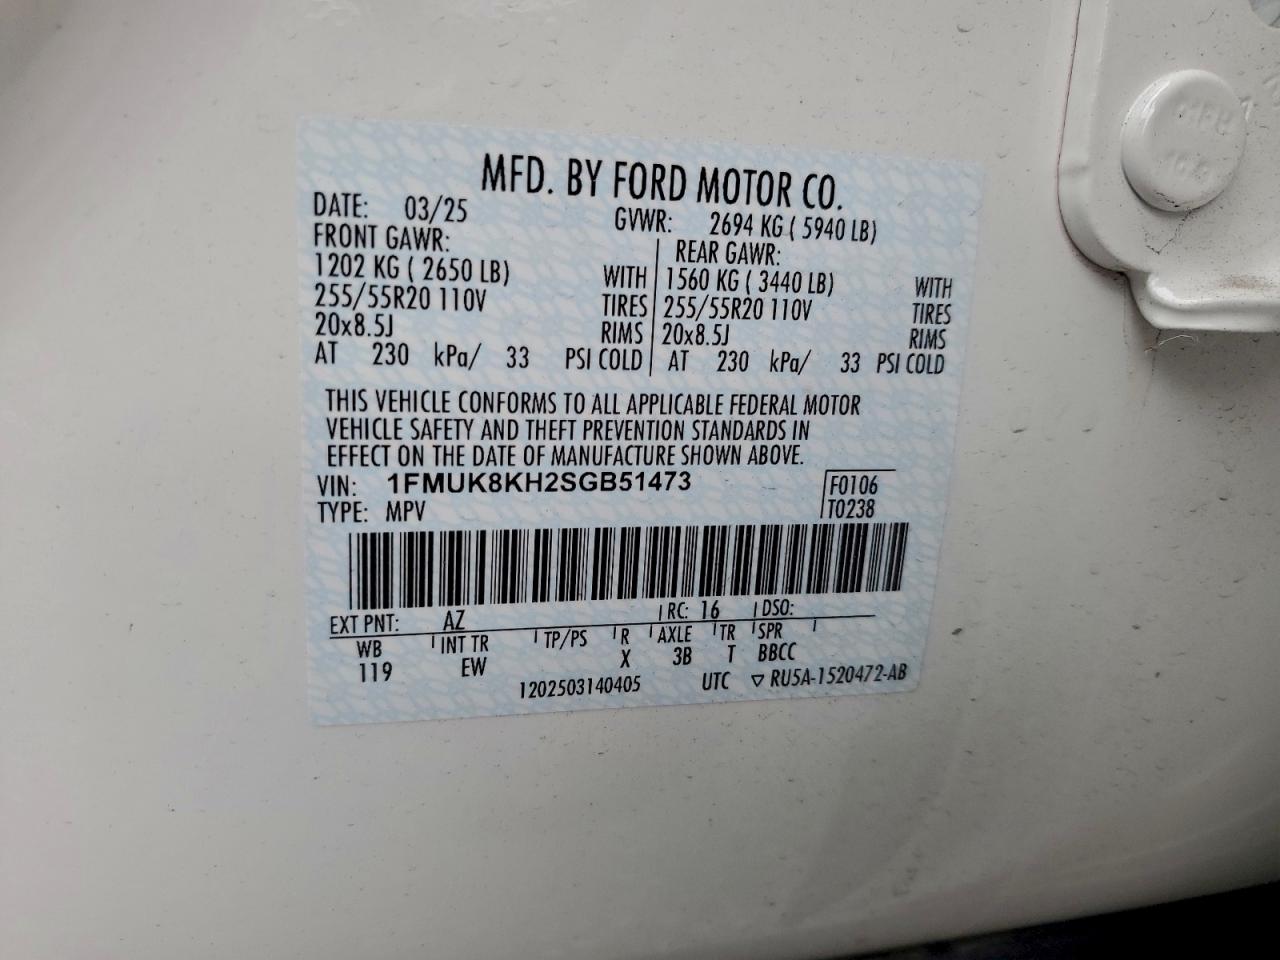 MFD. BY FORD MOTOR CO.
DATE: 03/25 GVWR: 2694 KG ( 5940 LB)
FRONT GAWR: REAR GAWR:
1202 KG ( 2650 LB) WITH 1560 KG ( 3440 LB) WITH
255/55R20 110V TIRES 255/55R20 110V TIRES
20x8.5J RIMS 20x8.5J RIMS
AT 230 kPa/ 33 PSI COLD AT 230 kPa/ 33 PSI COLD
THIS VEHICLE CONFORMS TO ALL APPLICABLE FEDERAL MOTOR
VEHICLE SAFETY AND THEFT PREVENTION STANDARDS IN
EFFECT ON THE DATE OF MANUFACTURE SHOWN ABOVE.
VIN: 1FMUK8KH2SGB51473 F0106
TYPE: MPV T0238
EXT PNT: AZ RC: 16 DSO:
WB INT TR TP/PS R AXLE TR SPR
119 EW X 3B T BBCC
1202503140405 UTC ▽ RU5A-1520472-AB